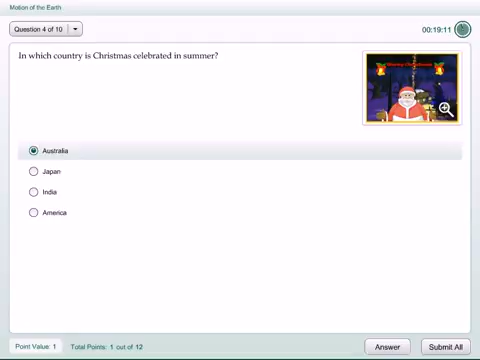 Motion of the Earth
Question 4 of 10
00:19:11
In which country is Christmas celebrated in summer?
Merry Christmas
Australia
Japan
India
America
Point Value: 1
Total Points: 1 out of 12
Answer
Submit All